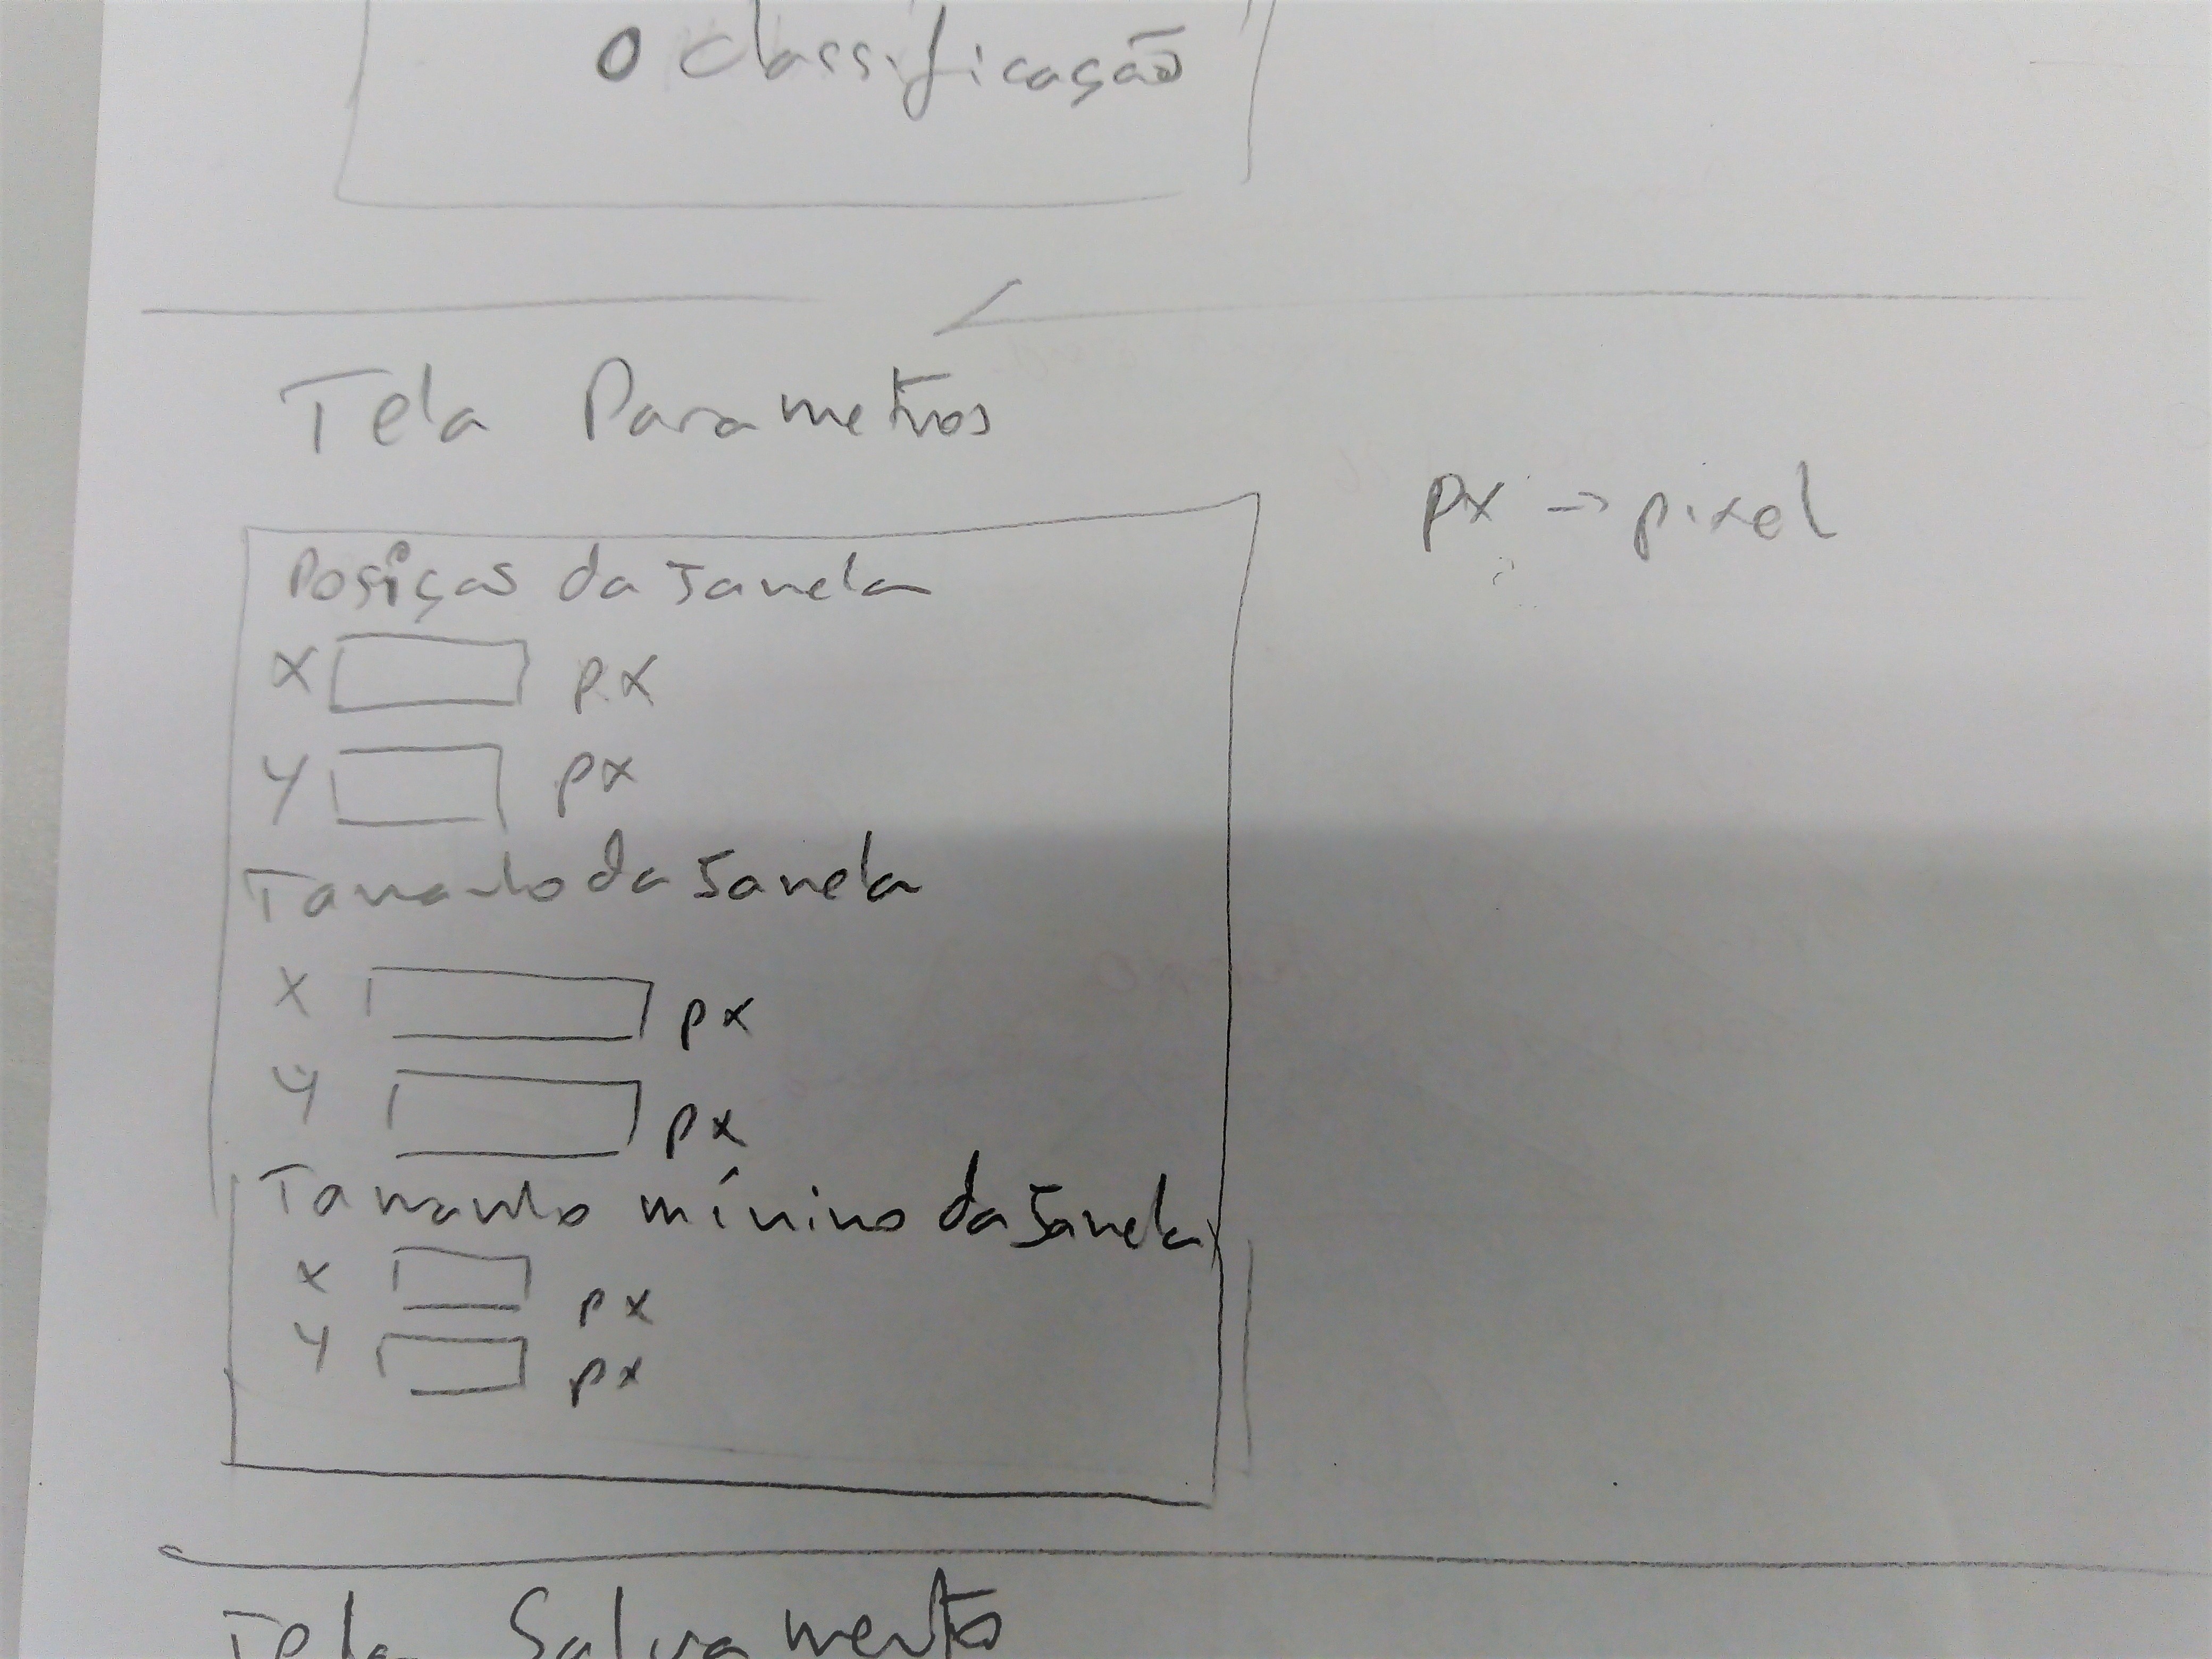 O classificação
Tela Parametros
px → pixel
Posiças da Janela
X px
Y px
Tamanho da Janela
X px
Y px
Tamanho mínimo da Janela
X px
Y px
Tela Salvamento